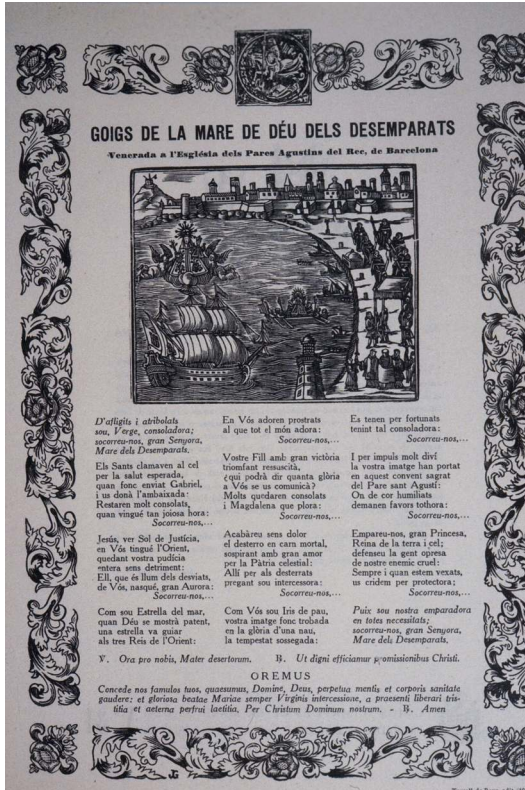 GOIGS DE LA MARE DE DÉU DELS DESEMPARATS
Venerada a l'Església dels Pares Agustins del Rec, de Barcelona
D'afligits i atribolats
sou, Verge, consoladora;
socorreu-nos, gran Senyora,
Mare dels Desemparats.
Els Sants clamaven al cel
per la salut esperada,
quan fonc enviat Gabriel,
i us donà l'ambaixada:
Restaren molt consolats,
quan vingué tan joiosa hora:
Socorreu-nos,...
Jesús, ver Sol de Justícia,
en Vós tingué l'Orient,
quedant vostra pudícia
entera sens detriment:
Ell, que és llum dels desviats,
de Vós, nasqué, gran Aurora:
Socorreu-nos,...
Com sou Estrella del mar,
quan Déu se mostrà patent,
una estrella va guiar
als tres Reis de l'Orient:
En Vós adoren prostrats
al que tot el món adora:
Socorreu-nos,...
Vostre Fill amb gran victòria
triomfant ressuscità,
¿qui podrà dir quanta glòria
a Vós se us comunicà?
Molts quedaren consolats
i Magdalena que plora:
Socorreu-nos,...
Acabàreu sens dolor
el desterro en carn mortal,
sospirant amb gran amor
per la Pàtria celestial:
Allí per als desterrats
pregant sou intercesora:
Socorreu-nos,...
Com Vós sou Iris de pau,
vostra imatge fonc trobada
en la glòria d'una nau,
la tempestat sossegada:
Es tenen per fortunats
tenint tal consoladora:
Socorreu-nos,...
I per impuls molt diví
la vostra imatge han portat
en aquest convent sagrat
del Pare sant Agustí:
On de cor humiliats
demanen favors tothora:
Socorreu-nos,...
Empareu-nos, gran Princesa,
Reina de la terra i cel;
defenseu la gent opresa
de nostre enemic cruel:
Sempre i quan estem vexats,
us cridem per protectora;
Socorreu-nos,...
Puix sou nostra emparadora
en totes necessitats;
socorreu-nos, gran Senyora,
Mare dels Desemparats.
℣. Ora pro nobis, Mater desertorum. ℟. Ut digni efficiamur promissionibus Christi.
OREMUS
Concede nos famulos tuos, quaesumus, Domine, Deus, perpetua mentis et corporis sanitate
gaudere; et gloriosa beatae Mariae semper Virginis intercessione, a praesenti liberari tris-
titia et aeterna perfrui laetitia, Per Christum Dominum nostrum. - ℟. Amen